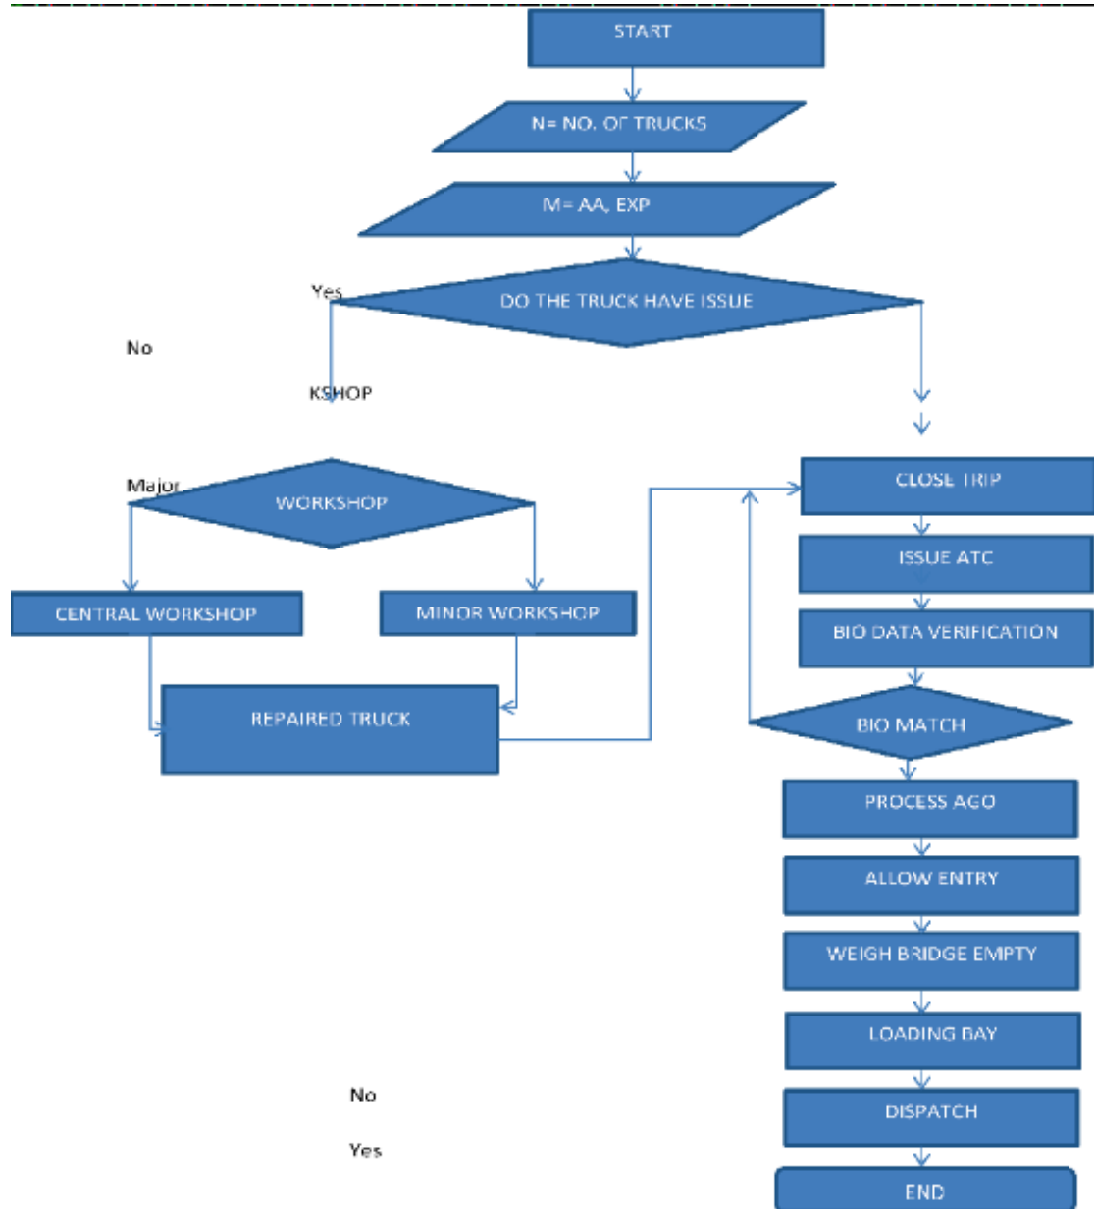 START
N= NO. OF TRUCKS
M= AA, EXP
Yes
DO THE TRUCK HAVE ISSUE
No
KSHOP
Major
WORKSHOP
CLOSE TRIP
ISSUE ATC
CENTRAL WORKSHOP
MINOR WORKSHOP
BIO DATA VERIFICATION
REPAIRED TRUCK
BIO MATCH
PROCESS AGO
ALLOW ENTRY
WEIGH BRIDGE EMPTY
LOADING BAY
No
DISPATCH
Yes
END